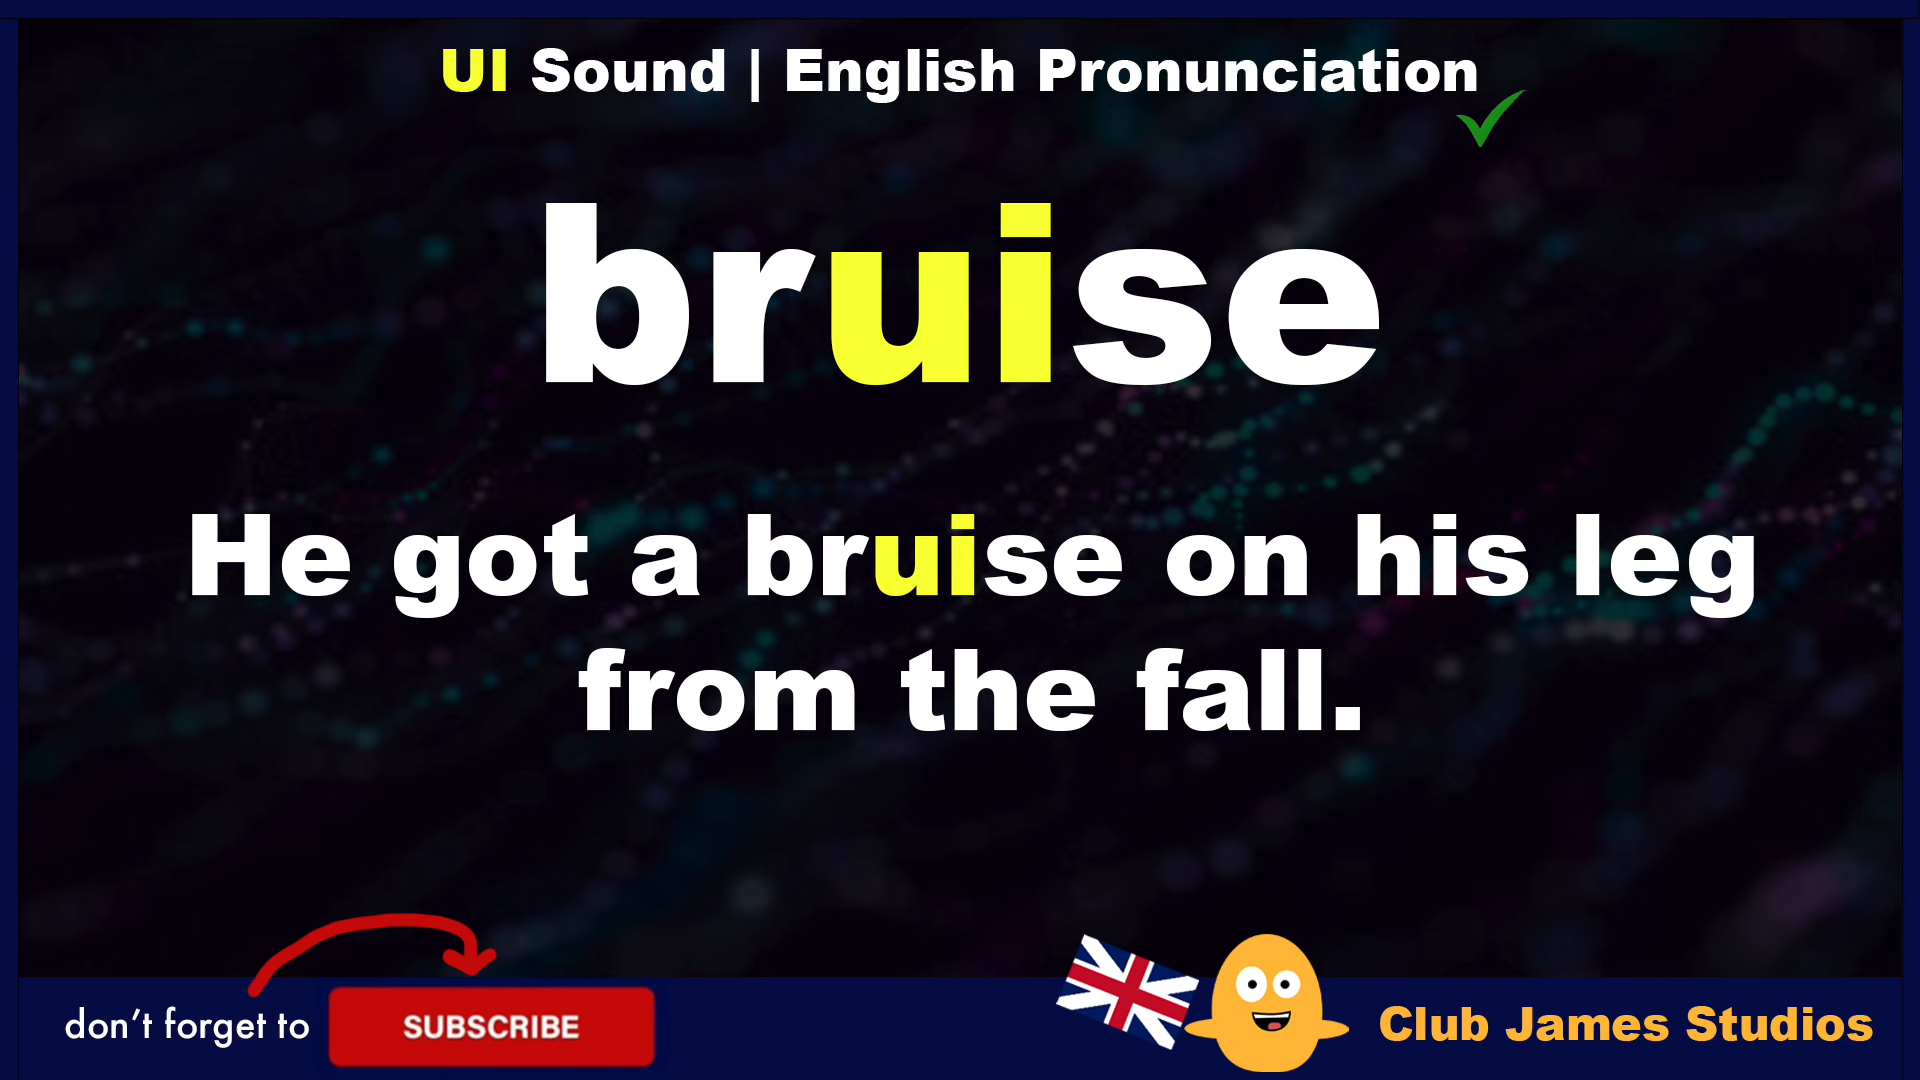 UI Sound | English Pronunciation
bruise
He got a bruise on his leg
from the fall.
don't forget to SUBSCRIBE
Club James Studios